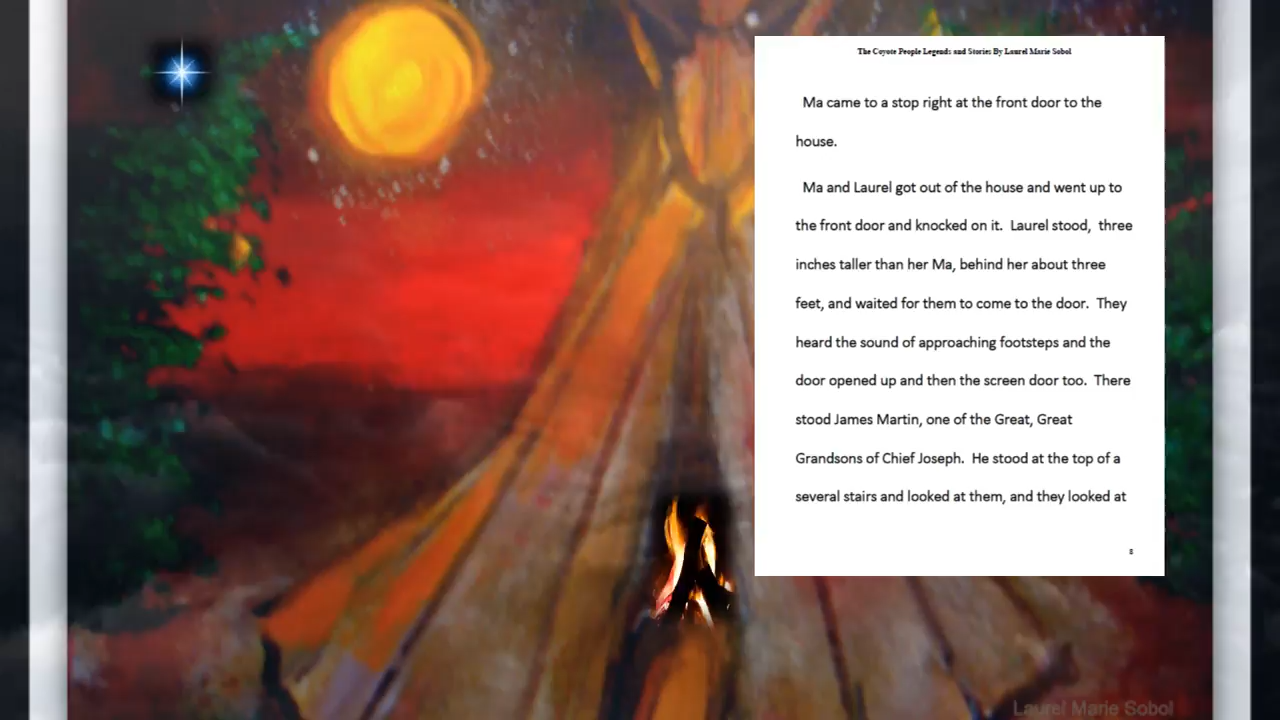 The Coyote People Legends and Stories By Laurel Marie Sobol
Ma came to a stop right at the front door to the
house.
Ma and Laurel got out of the house and went up to
the front door and knocked on it.  Laurel stood,  three
inches taller than her Ma, behind her about three
feet, and waited for them to come to the door.  They
heard the sound of approaching footsteps and the
door opened up and then the screen door too.  There
stood James Martin, one of the Great, Great
Grandsons of Chief Joseph.  He stood at the top of a
several stairs and looked at them, and they looked at
8
Laurel Marie Sobol